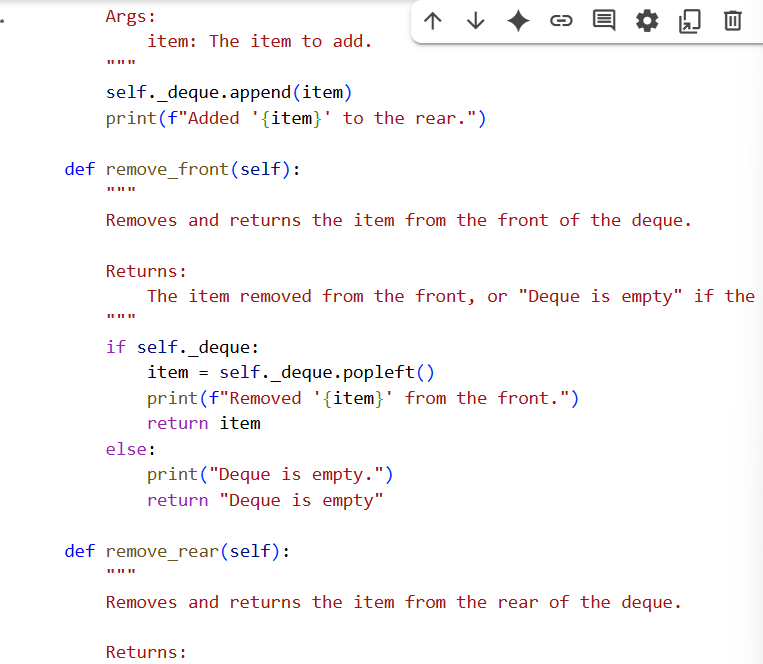 Args:
    item: The item to add.
"""
self._deque.append(item)
print(f"Added '{item}' to the rear.")

def remove_front(self):
    """
    Removes and returns the item from the front of the deque.

    Returns:
        The item removed from the front, or "Deque is empty" if the
    """
    if self._deque:
        item = self._deque.popleft()
        print(f"Removed '{item}' from the front.")
        return item
    else:
        print("Deque is empty.")
        return "Deque is empty"

def remove_rear(self):
    """
    Removes and returns the item from the rear of the deque.

    Returns: